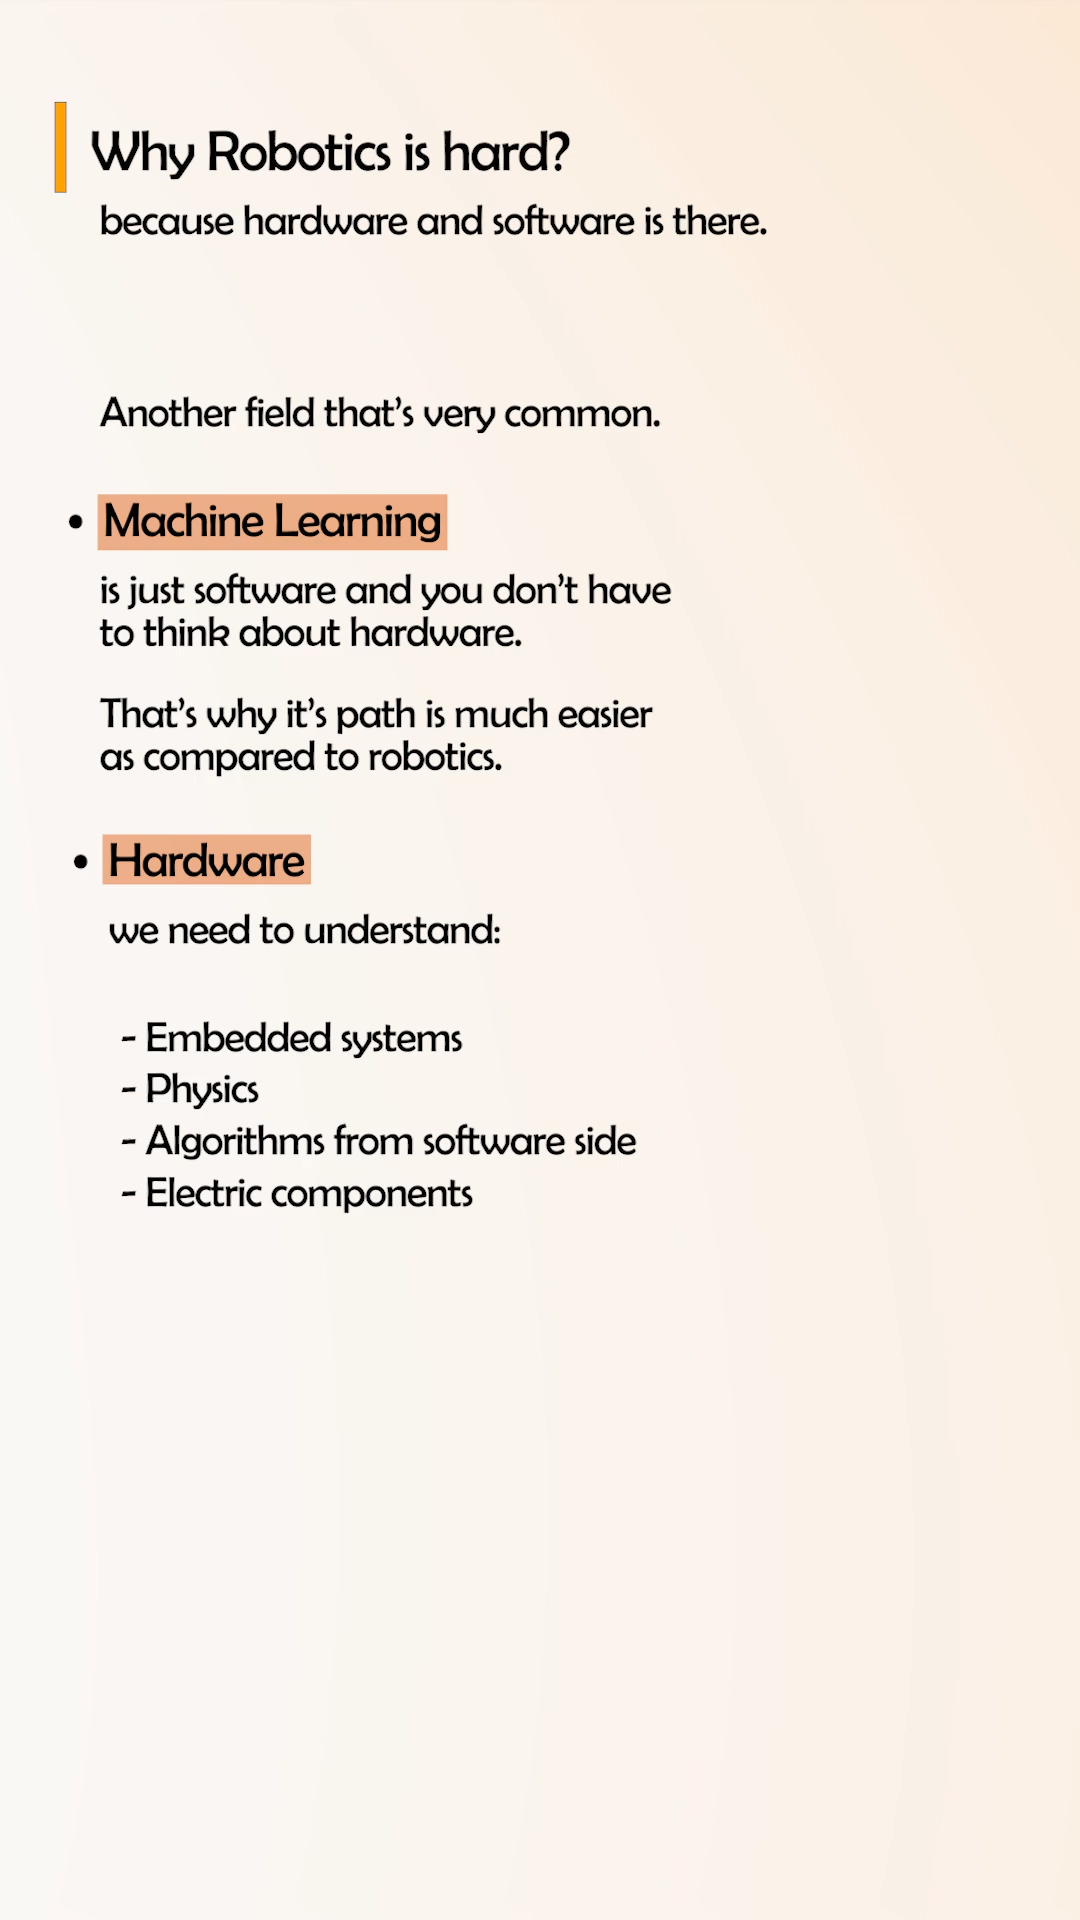 Why Robotics is hard?
because hardware and software is there.
Another field that's very common.
• Machine Learning
is just software and you don't have
to think about hardware.
That's why it's path is much easier
as compared to robotics.
• Hardware
we need to understand:
- Embedded systems
- Physics
- Algorithms from software side
- Electric components